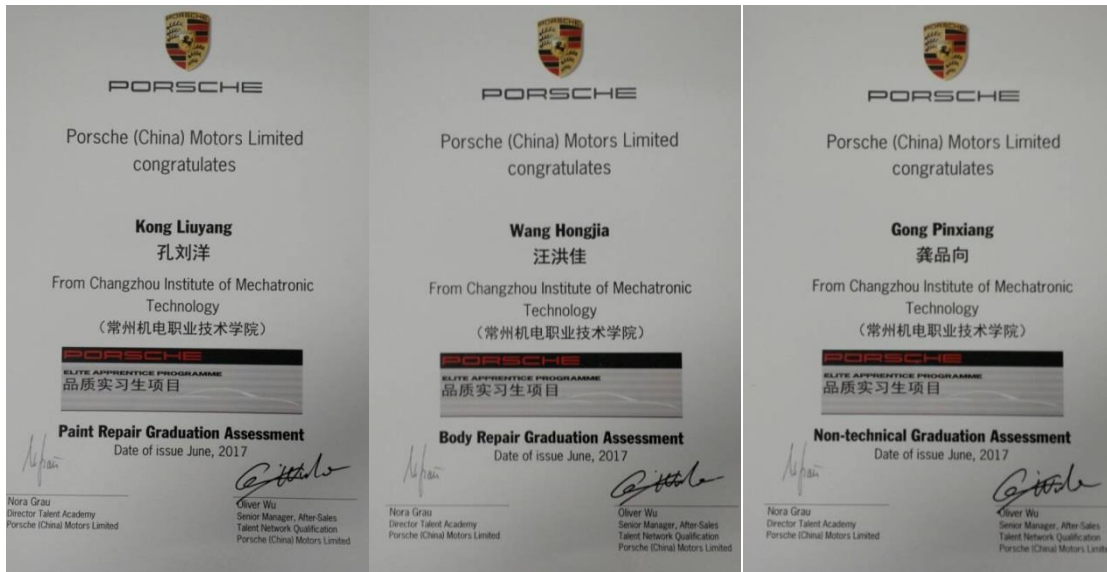 PORSCHE
PORSCHE
Porsche (China) Motors Limited
congratulates
Kong Liuyang
孔刘洋
From Changzhou Institute of Mechatronic
Technology
（常州机电职业技术学院）
PORSCHE
ELITE APPRENTICE PROGRAMME
品质实习生项目
Paint Repair Graduation Assessment
Date of issue June, 2017
Nora Grau
Director Talent Academy
Porsche (China) Motors Limited
Oliver Wu
Senior Manager, After-Sales
Talent Network Qualification
Porsche (China) Motors Limited
PORSCHE
PORSCHE
Porsche (China) Motors Limited
congratulates
Wang Hongjia
汪洪佳
From Changzhou Institute of Mechatronic
Technology
（常州机电职业技术学院）
PORSCHE
ELITE APPRENTICE PROGRAMME
品质实习生项目
Body Repair Graduation Assessment
Date of issue June, 2017
Nora Grau
Director Talent Academy
Porsche (China) Motors Limited
Oliver Wu
Senior Manager, After-Sales
Talent Network Qualification
Porsche (China) Motors Limited
PORSCHE
PORSCHE
Porsche (China) Motors Limited
congratulates
Gong Pinxiang
龚品向
From Changzhou Institute of Mechatronic
Technology
（常州机电职业技术学院）
PORSCHE
ELITE APPRENTICE PROGRAMME
品质实习生项目
Non-technical Graduation Assessment
Date of issue June, 2017
Nora Grau
Director Talent Academy
Porsche (China) Motors Limited
Oliver Wu
Senior Manager, After-Sales
Talent Network Qualification
Porsche (China) Motors Limite